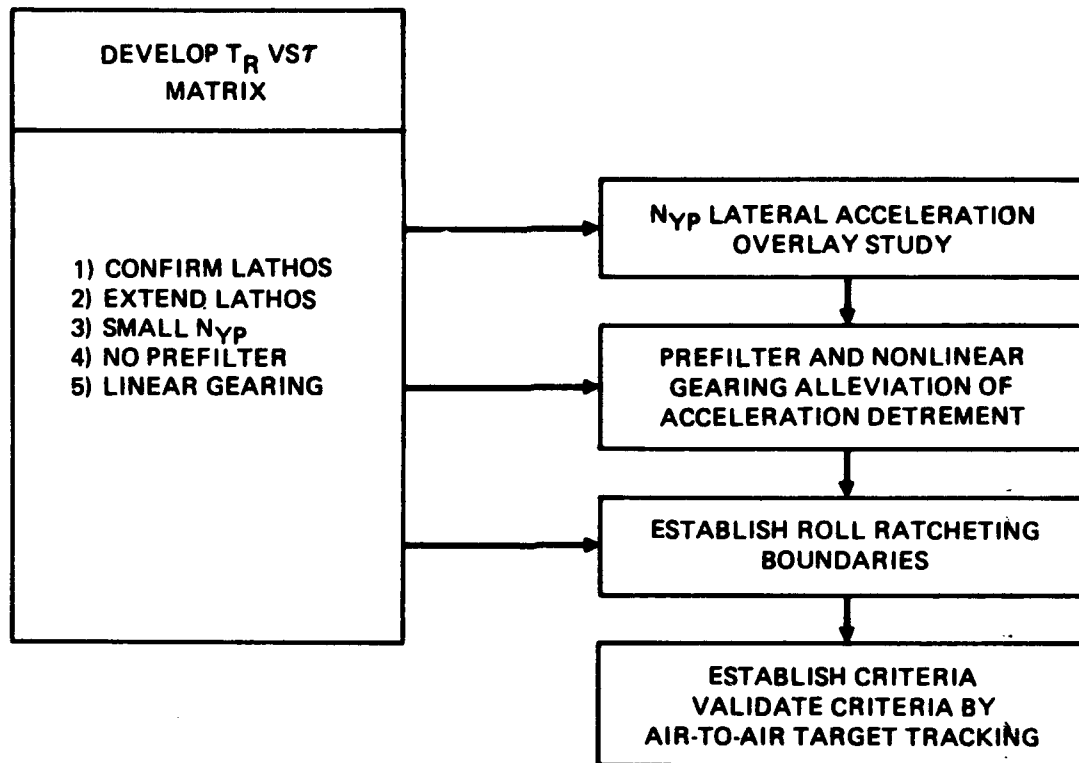 DEVELOP T_R VS τ
MATRIX
1) CONFIRM LATHOS
2) EXTEND LATHOS
3) SMALL N_YP
4) NO PREFILTER
5) LINEAR GEARING
N_YP LATERAL ACCELERATION
OVERLAY STUDY
PREFILTER AND NONLINEAR
GEARING ALLEVIATION OF
ACCELERATION DETREMENT
ESTABLISH ROLL RATCHETING
BOUNDARIES
ESTABLISH CRITERIA
VALIDATE CRITERIA BY
AIR-TO-AIR TARGET TRACKING